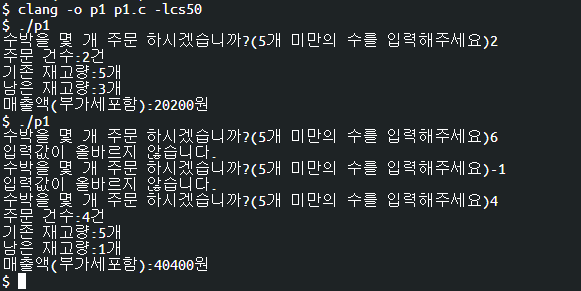 $ clang -o p1 p1.c -lcs50
$ ./p1
수박을 몇 개 주문 하시겠습니까?(5개 미만의 수를 입력해주세요)2
주문 건수:2건
기존 재고량:5개
남은 재고량:3개
매출액(부가세포함):20200원
$ ./p1
수박을 몇 개 주문 하시겠습니까?(5개 미만의 수를 입력해주세요)6
입력값이 올바르지 않습니다.
수박을 몇 개 주문 하시겠습니까?(5개 미만의 수를 입력해주세요)-1
입력값이 올바르지 않습니다.
수박을 몇 개 주문 하시겠습니까?(5개 미만의 수를 입력해주세요)4
주문 건수:4건
기존 재고량:5개
남은 재고량:1개
매출액(부가세포함):40400원
$